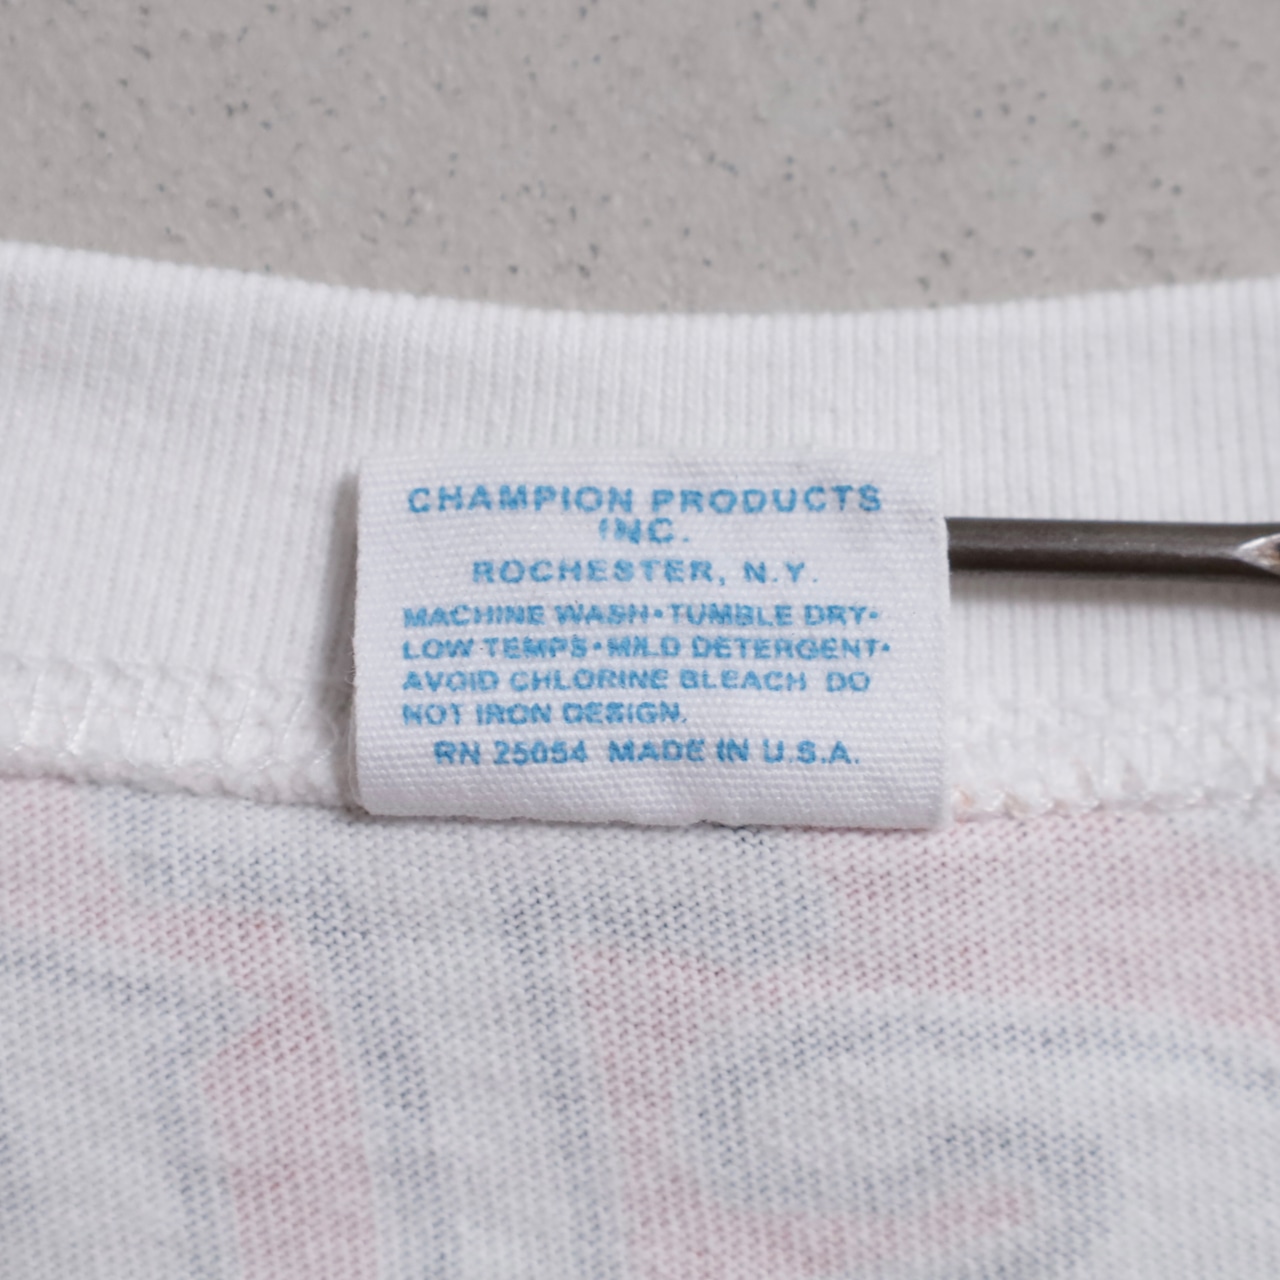 CHAMPION PRODUCTS
INC.
ROCHESTER, N.Y.
MACHINE WASH•TUMBLE DRY•
LOW TEMPS•MILD DETERGENT•
AVOID CHLORINE BLEACH DO
NOT IRON DESIGN.
RN 25054 MADE IN U.S.A.